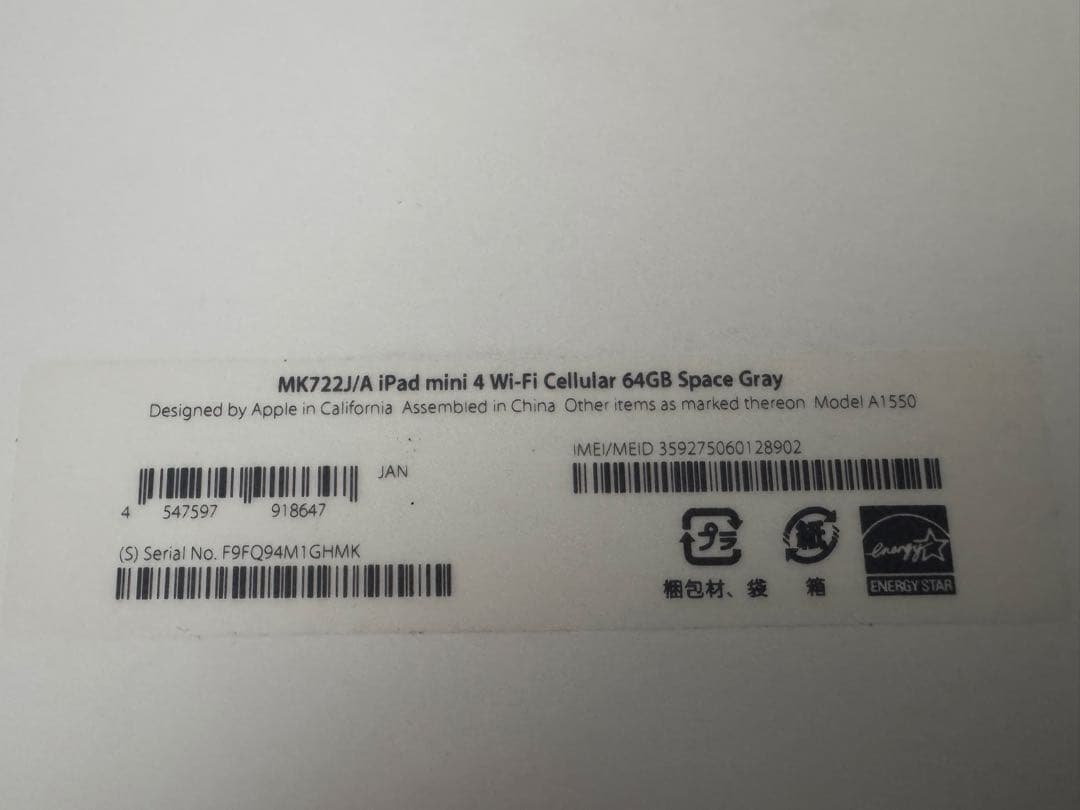 MK722J/A iPad mini 4 Wi-Fi Cellular 64GB Space Gray
Designed by Apple in California Assembled in China Other items as marked thereon Model A1550
IMEI/MEID 359275060128902
JAN
4 547597 918647
(S) Serial No. F9FQ94M1GHMK
プラ
紙
energy
梱包材、袋
箱
ENERGY STAR